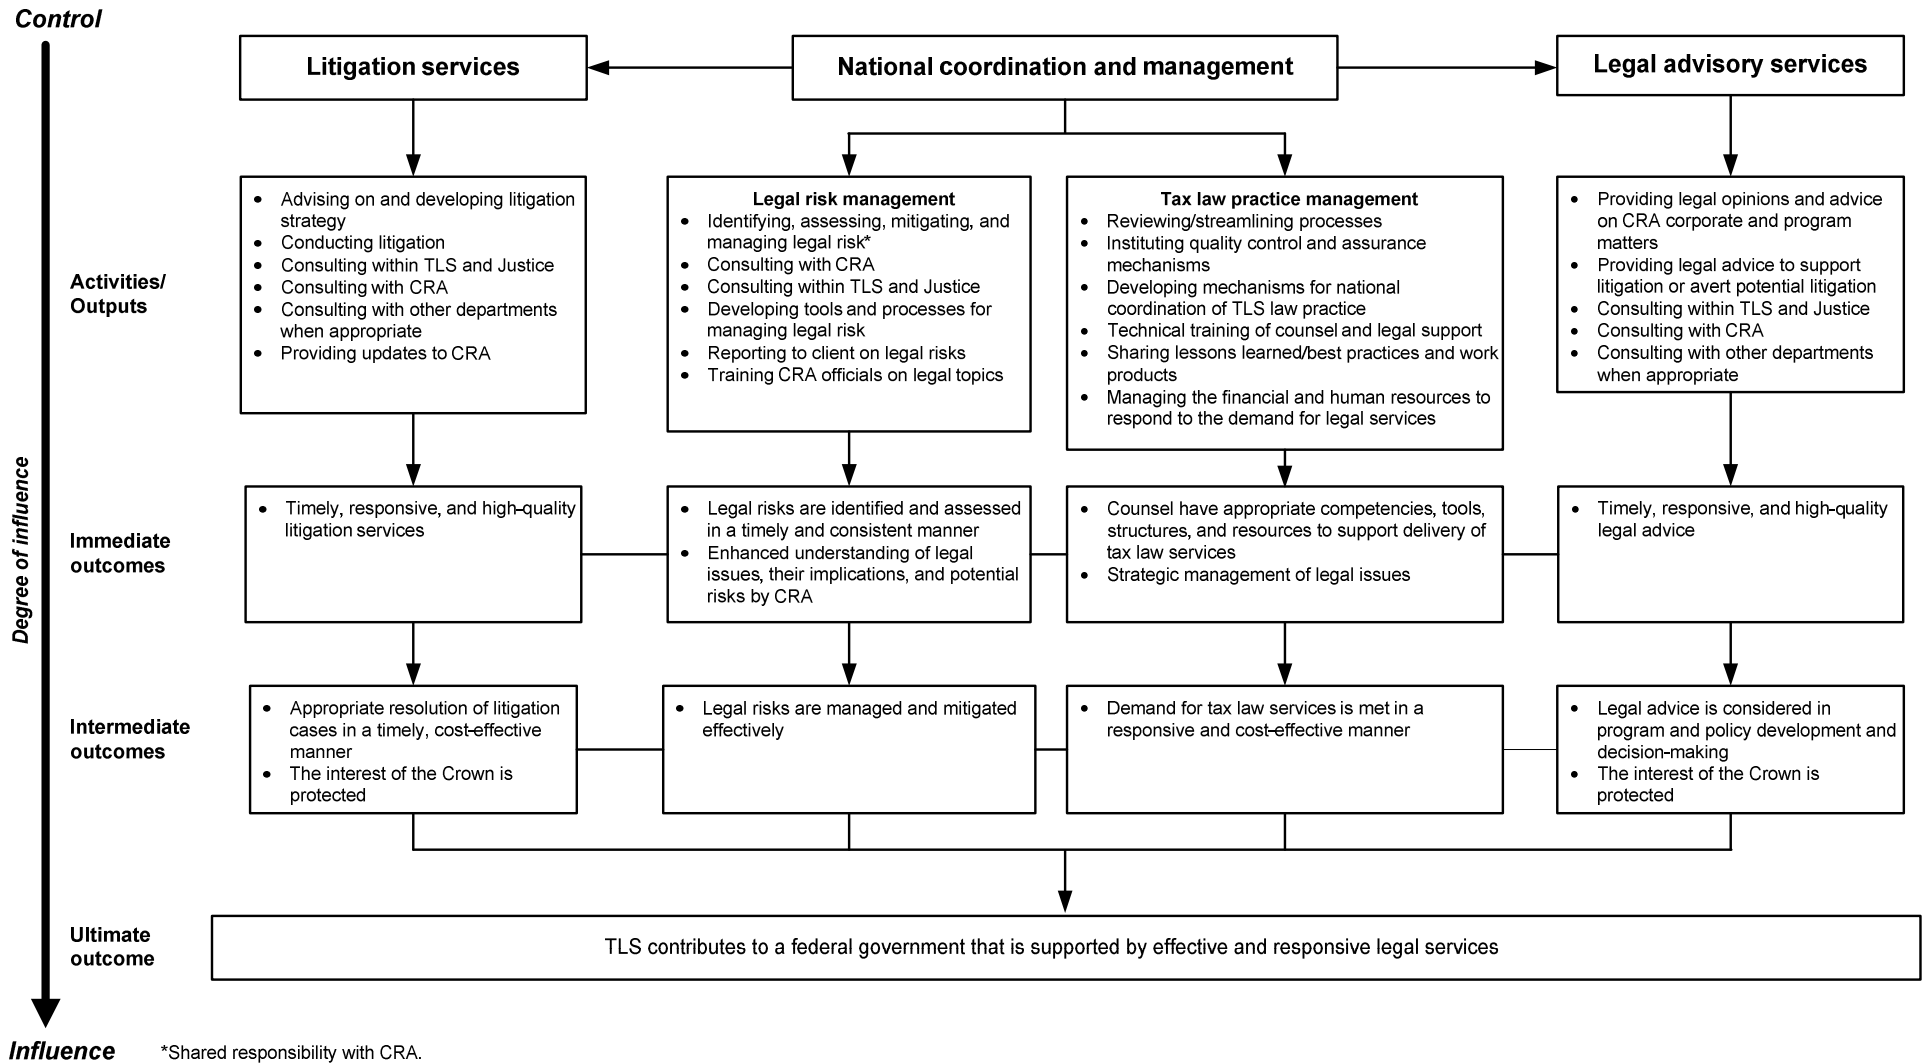 Control
Litigation services
National coordination and management
Legal advisory services
Degree of influence
Activities/
Outputs
• Advising on and developing litigation
strategy
• Conducting litigation
• Consulting within TLS and Justice
• Consulting with CRA
• Consulting with other departments
when appropriate
• Providing updates to CRA
Legal risk management
• Identifying, assessing, mitigating, and
managing legal risk*
• Consulting with CRA
• Consulting within TLS and Justice
• Developing tools and processes for
managing legal risk
• Reporting to client on legal risks
• Training CRA officials on legal topics
Tax law practice management
• Reviewing/streamlining processes
• Instituting quality control and assurance
mechanisms
• Developing mechanisms for national
coordination of TLS law practice
• Technical training of counsel and legal support
• Sharing lessons learned/best practices and work
products
• Managing the financial and human resources to
respond to the demand for legal services
• Providing legal opinions and advice
on CRA corporate and program
matters
• Providing legal advice to support
litigation or avert potential litigation
• Consulting within TLS and Justice
• Consulting with CRA
• Consulting with other departments
when appropriate
Immediate
outcomes
• Timely, responsive, and high-quality
litigation services
• Legal risks are identified and assessed
in a timely and consistent manner
• Enhanced understanding of legal
issues, their implications, and potential
risks by CRA
• Counsel have appropriate competencies, tools,
structures, and resources to support delivery of
tax law services
• Strategic management of legal issues
• Timely, responsive, and high-quality
legal advice
Intermediate
outcomes
• Appropriate resolution of litigation
cases in a timely, cost-effective
manner
• The interest of the Crown is
protected
• Legal risks are managed and mitigated
effectively
• Demand for tax law services is met in a
responsive and cost-effective manner
• Legal advice is considered in
program and policy development and
decision-making
• The interest of the Crown is
protected
Ultimate
outcome
TLS contributes to a federal government that is supported by effective and responsive legal services
Influence
*Shared responsibility with CRA.